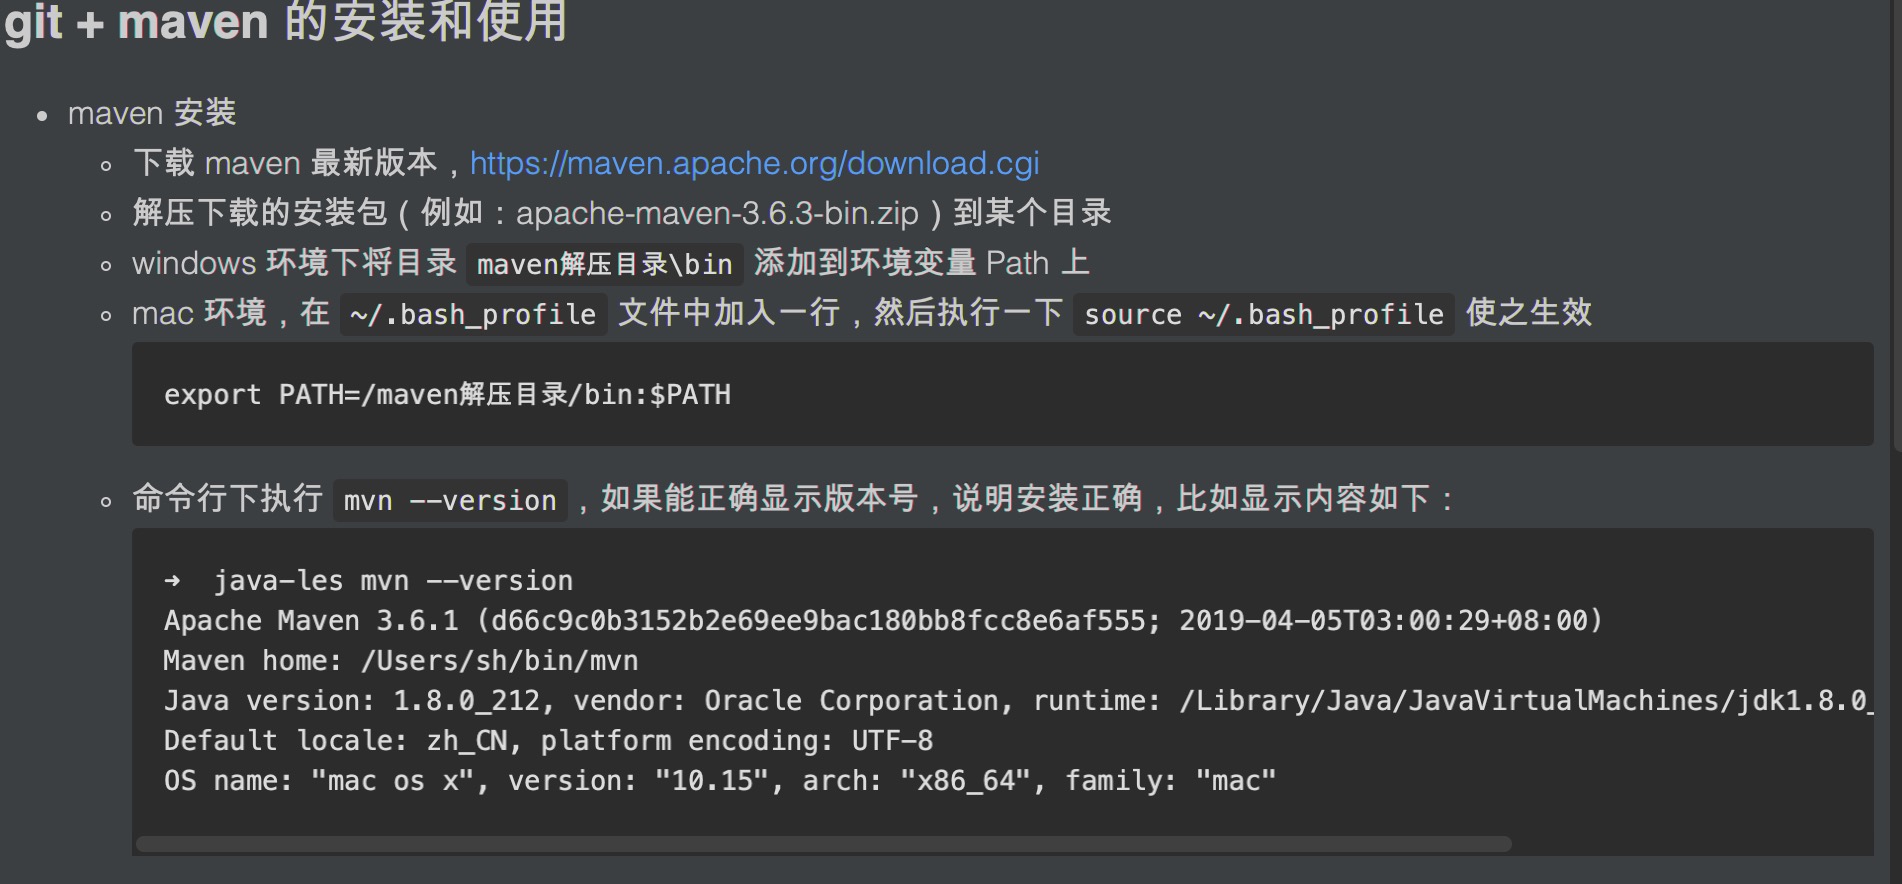 git + maven 的安装和使用
maven 安装
下载 maven 最新版本，https://maven.apache.org/download.cgi
解压下载的安装包（例如：apache-maven-3.6.3-bin.zip）到某个目录
windows 环境下将目录 maven解压目录\bin 添加到环境变量 Path 上
mac 环境，在 ~/.bash_profile 文件中加入一行，然后执行一下 source ~/.bash_profile 使之生效
export PATH=/maven解压目录/bin:$PATH
命令行下执行 mvn --version ，如果能正确显示版本号，说明安装正确，比如显示内容如下：
➜  java-les mvn --version
Apache Maven 3.6.1 (d66c9c0b3152b2e69ee9bac180bb8fcc8e6af555; 2019-04-05T03:00:29+08:00)
Maven home: /Users/sh/bin/mvn
Java version: 1.8.0_212, vendor: Oracle Corporation, runtime: /Library/Java/JavaVirtualMachines/jdk1.8.0_
Default locale: zh_CN, platform encoding: UTF-8
OS name: "mac os x", version: "10.15", arch: "x86_64", family: "mac"